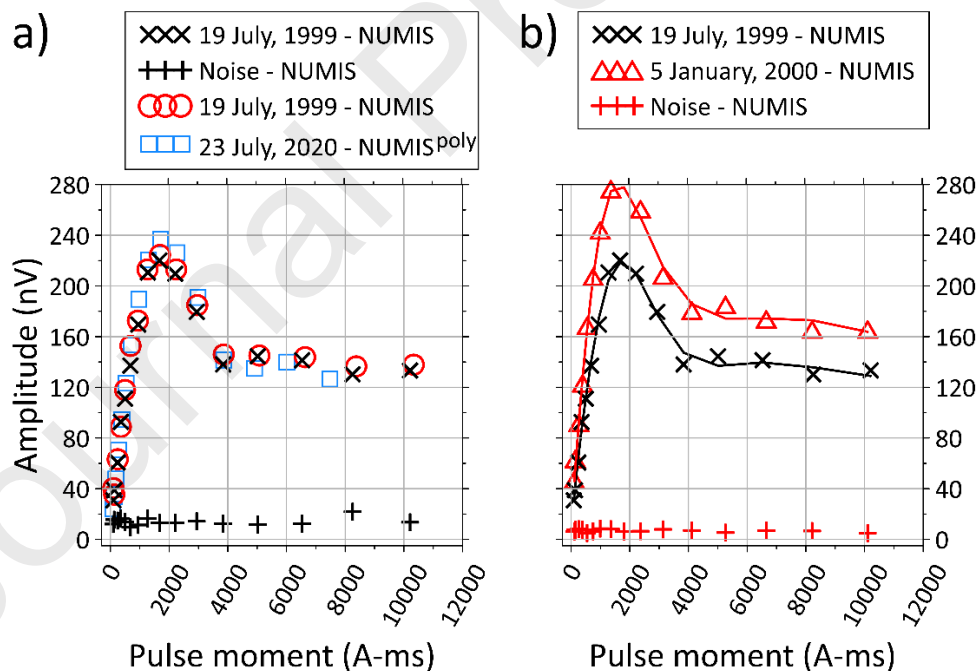 a)
19 July, 1999 - NUMIS
Noise - NUMIS
19 July, 1999 - NUMIS
23 July, 2020 - NUMISpoly
280
240
200
160
120
80
40
0
Amplitude (nV)
0 2000 4000 6000 8000 10000 12000
Pulse moment (A-ms)
b)
19 July, 1999 - NUMIS
5 January, 2000 - NUMIS
Noise - NUMIS
280
240
200
160
120
80
40
0
0 2000 4000 6000 8000 10000 12000
Pulse moment (A-ms)